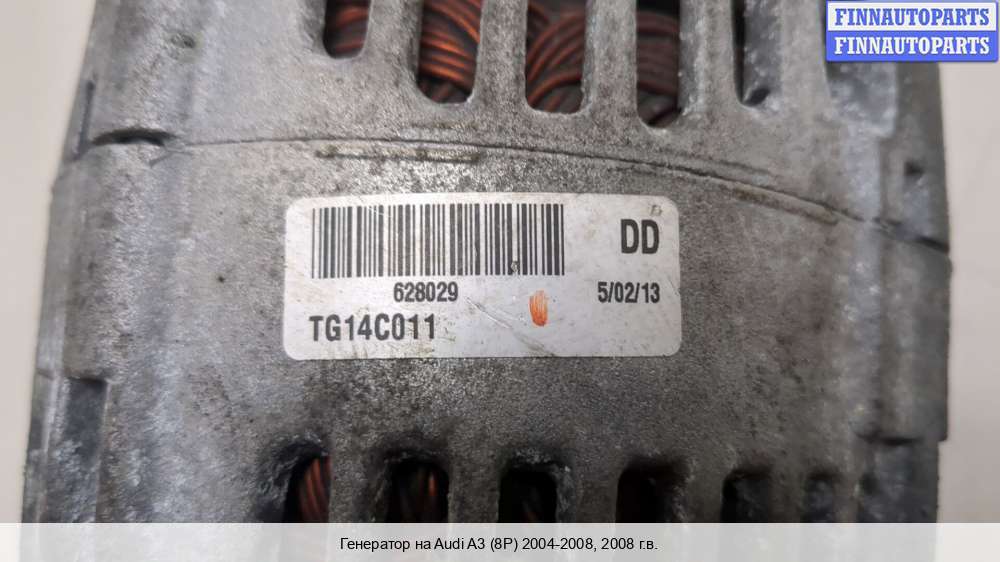 FINNAUTOPARTS
FINNAUTOPARTS
DD
628029
5/02/13
TG14C011
Генератор на Audi A3 (8P) 2004-2008, 2008 г.в.